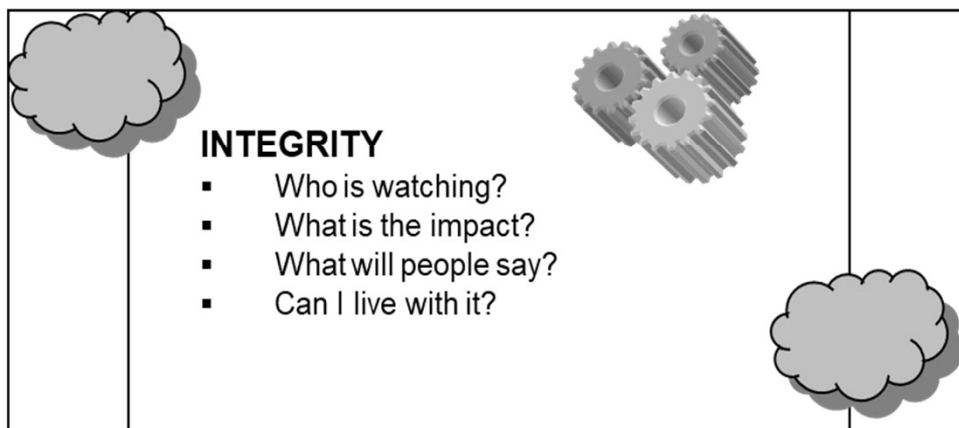 INTEGRITY
▪ Who is watching?
▪ What is the impact?
▪ What will people say?
▪ Can I live with it?